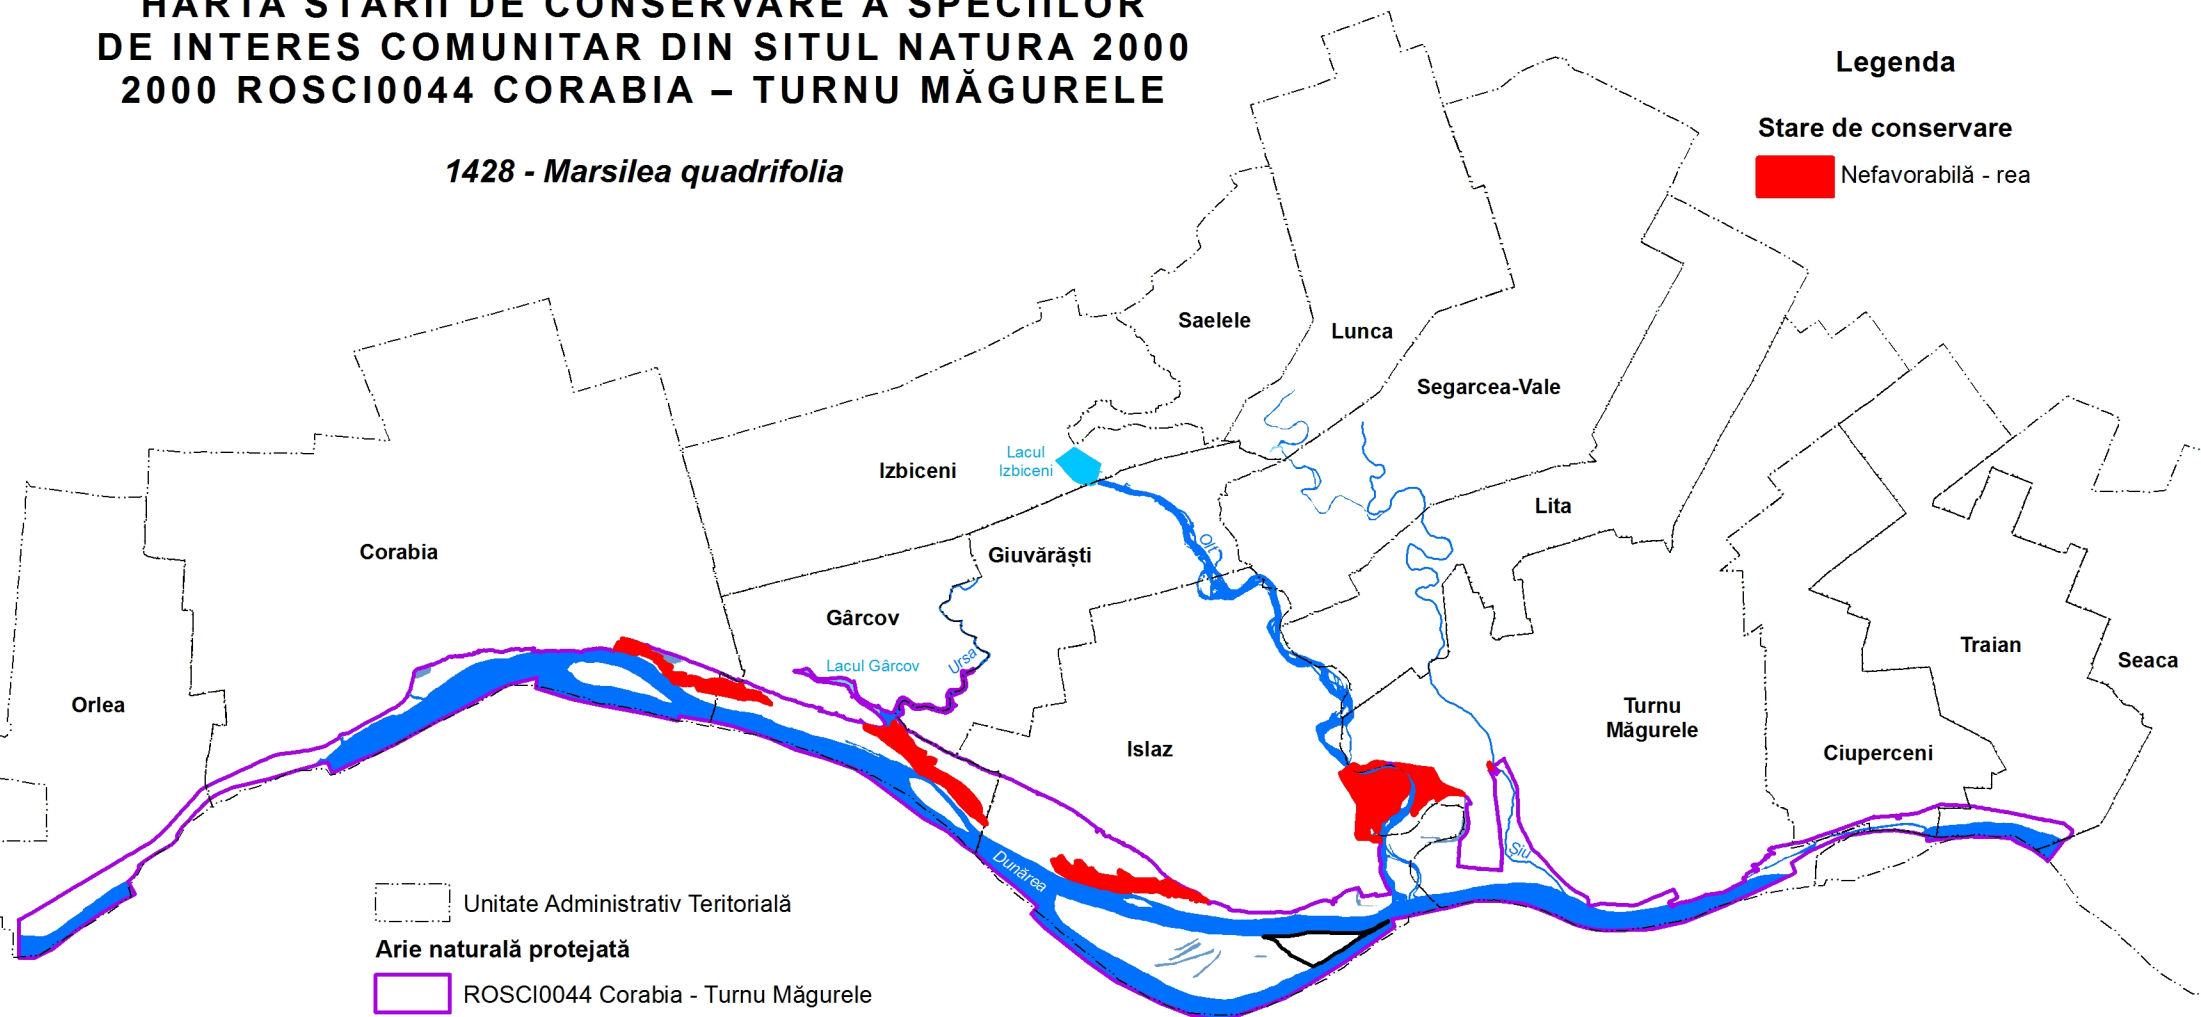 HARTA STĂRII DE CONSERVARE A SPECIILOR
DE INTERES COMUNITAR DIN SITUL NATURA 2000
2000 ROSCI0044 CORABIA – TURNU MĂGURELE
1428 - Marsilea quadrifolia
Legenda
Stare de conservare
Nefavorabilă - rea
Saelele
Lunca
Segarcea-Vale
Izbiceni
Lacul
Izbiceni
Lita
Corabia
Giuvărăști
Olt
Gârcov
Lacul Gârcov
Ursa
Traian
Seaca
Orlea
Islaz
Turnu
Măgurele
Ciuperceni
Șiu
Dunărea
Unitate Administrativ Teritorială
Arie naturală protejată
ROSCI0044 Corabia - Turnu Măgurele